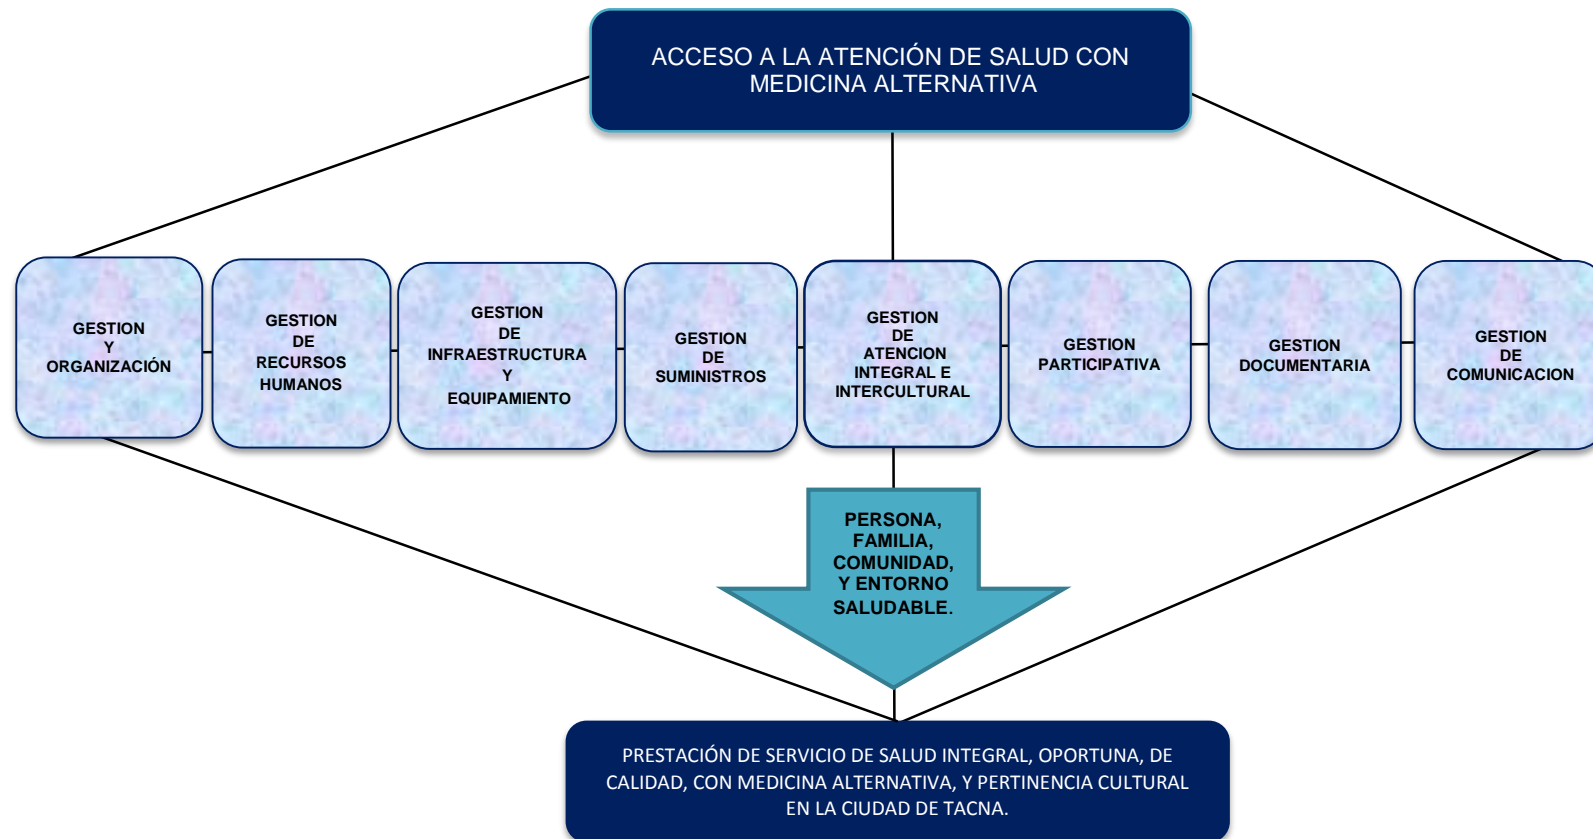 ACCESO A LA ATENCIÓN DE SALUD CON
MEDICINA ALTERNATIVA
GESTION
Y
ORGANIZACIÓN
GESTION
DE
RECURSOS
HUMANOS
GESTION
DE
INFRAESTRUCTURA
Y
EQUIPAMIENTO
GESTION
DE
SUMINISTROS
GESTION
DE
ATENCION
INTEGRAL E
INTERCULTURAL
GESTION
PARTICIPATIVA
GESTION
DOCUMENTARIA
GESTION
DE
COMUNICACION
PERSONA,
FAMILIA,
COMUNIDAD,
Y ENTORNO
SALUDABLE.
PRESTACIÓN DE SERVICIO DE SALUD INTEGRAL, OPORTUNA, DE
CALIDAD, CON MEDICINA ALTERNATIVA, Y PERTINENCIA CULTURAL
EN LA CIUDAD DE TACNA.